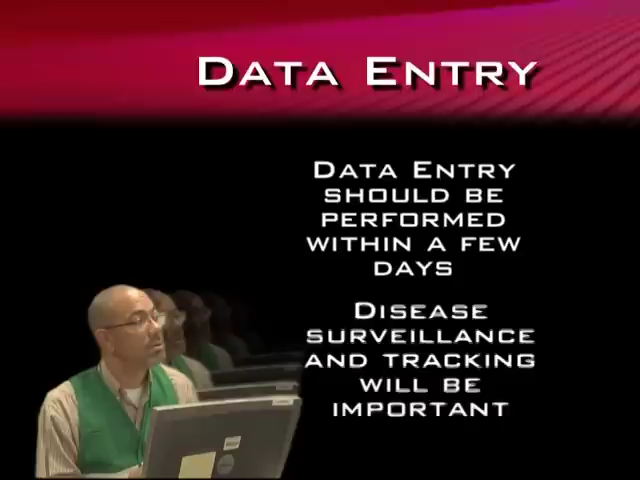 DATA ENTRY
DATA ENTRY
SHOULD BE
PERFORMED
WITHIN A FEW
DAYS
DISEASE
SURVEILLANCE
AND TRACKING
WILL BE
IMPORTANT